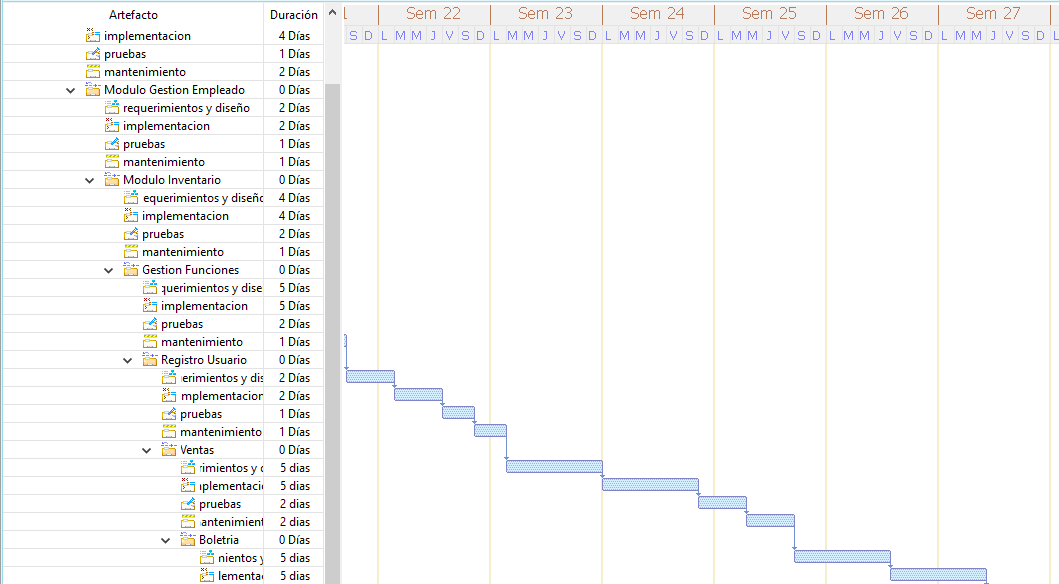 Artefacto Duración Sem 22 Sem 23 Sem 24 Sem 25 Sem 26 Sem 27
implementacion 4 Días S D L M M J V S D L M M J V S D L M M J V S D L M M J V S D L M M J V S D L M M J V S D L
pruebas 1 Días
mantenimiento 2 Días
Modulo Gestion Empleado 0 Días
requerimientos y diseño 2 Días
implementacion 2 Días
pruebas 1 Días
mantenimiento 1 Días
Modulo Inventario 0 Días
equerimientos y diseño 4 Días
implementacion 4 Días
pruebas 2 Días
mantenimiento 1 Días
Gestion Funciones 0 Días
querimientos y dise 5 Días
implementacion 5 Días
pruebas 2 Días
mantenimiento 1 Días
Registro Usuario 0 Días
erimientos y dis 2 Días
mplementacion 2 Días
pruebas 1 Días
mantenimiento 1 Días
Ventas 0 Días
rimientos y d 5 dias
plementaci 5 dias
pruebas 2 dias
antenimient 2 dias
Boletria 0 Días
nientos y 5 dias
lementa 5 dias